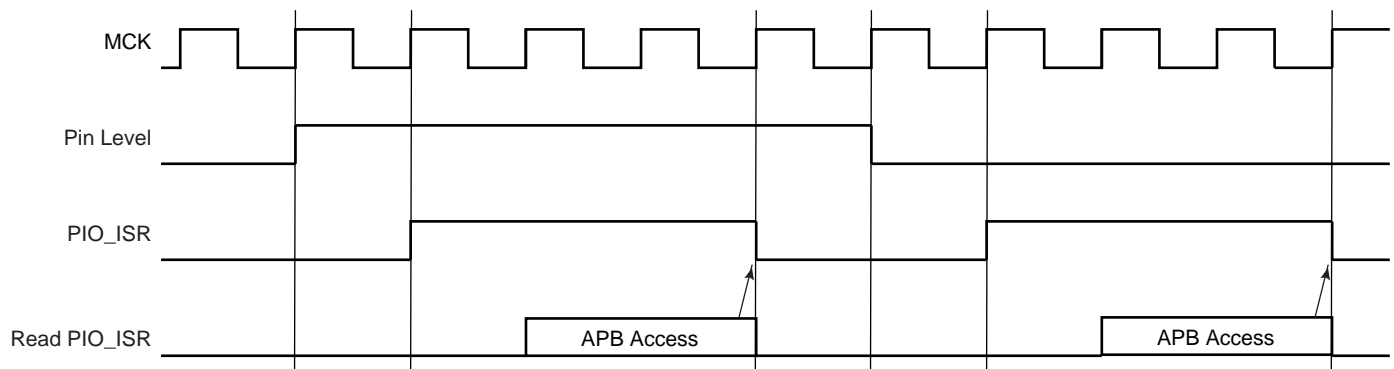 MCK
Pin Level
PIO_ISR
Read PIO_ISR
APB Access
APB Access